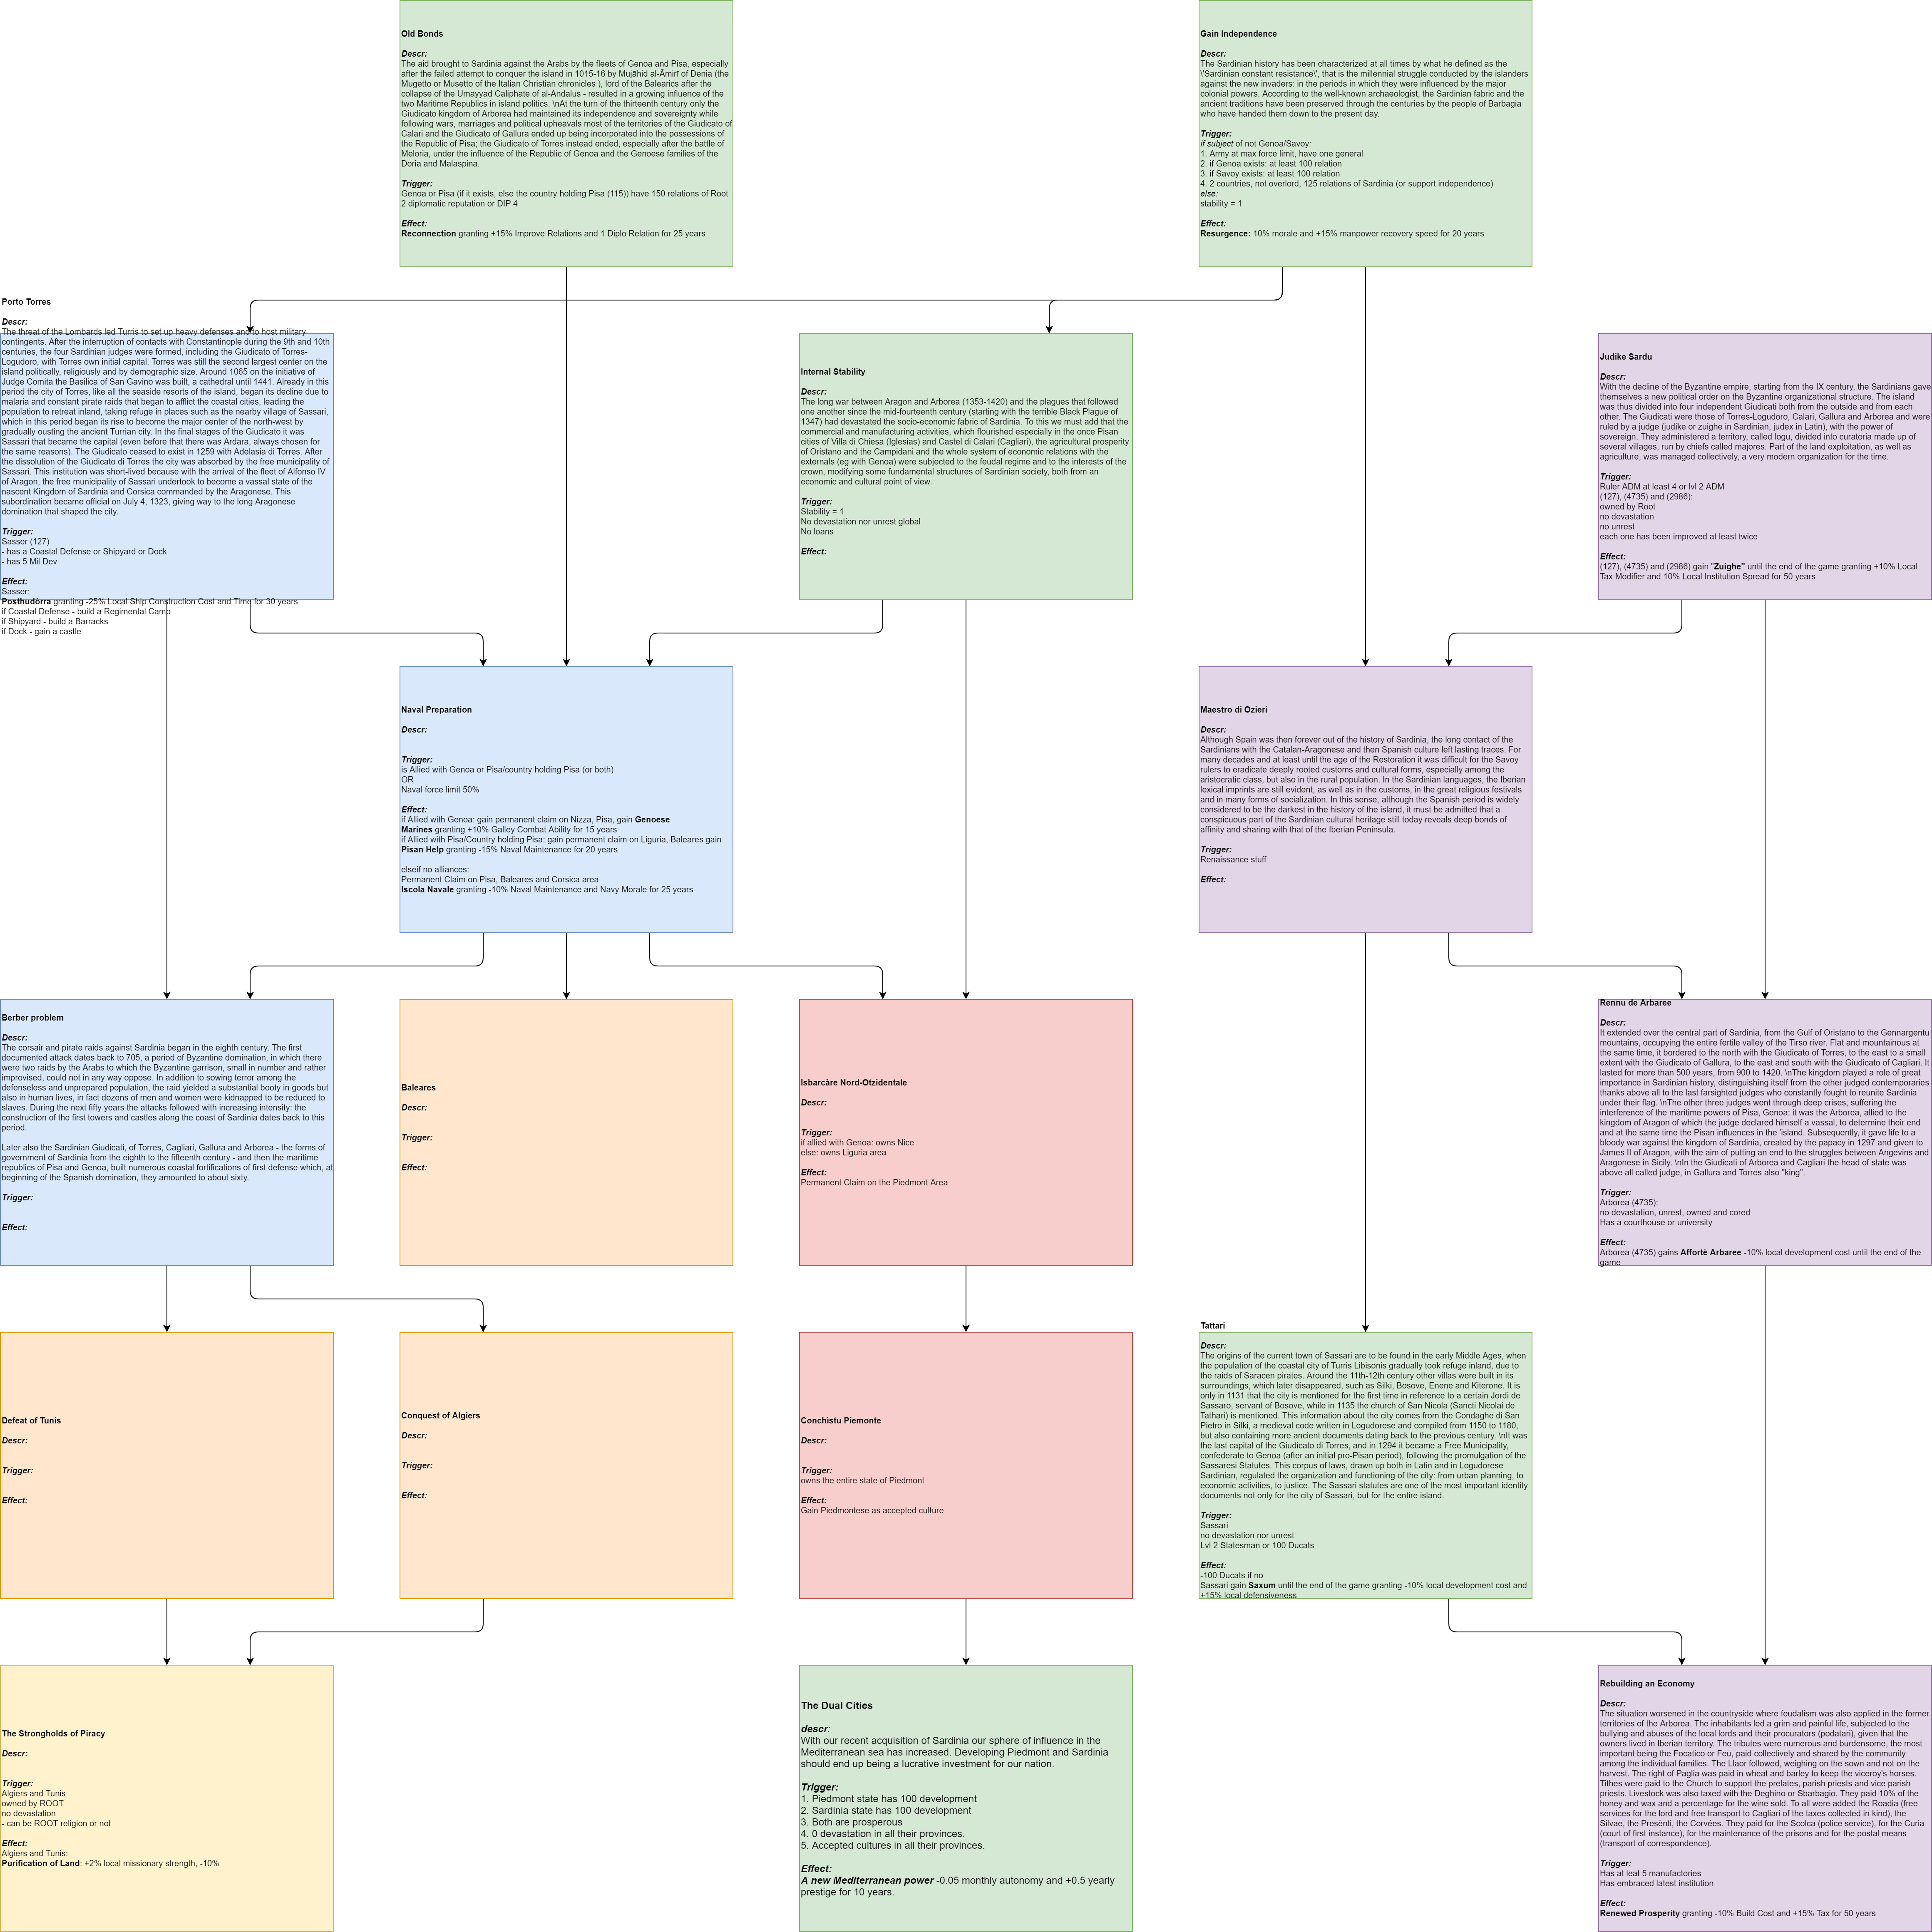 Old Bonds
Descr:
The aid brought to Sardinia against the Arabs by the fleets of Genoa and Pisa, especially
after the failed attempt to conquer the island in 1015-16 by Mujāhid al-Āmirī of Denia (the
Mugetto or Musetto of the Italian Christian chronicles ), lord of the Balearics after the
collapse of the Umayyad Caliphate of al-Andalus - resulted in a growing influence of the
two Maritime Republics in island politics. \nAt the turn of the thirteenth century only the
Giudicato kingdom of Arborea had maintained its independence and sovereignty while
following wars, marriages and political upheavals most of the territories of the Giudicato of
Calari and the Giudicato of Gallura ended up being incorporated into the possessions of
the Republic of Pisa; the Giudicato of Torres instead ended, especially after the battle of
Meloria, under the influence of the Republic of Genoa and the Genoese families of the
Doria and Malaspina.
Trigger:
Genoa or Pisa (if it exists, else the country holding Pisa (115)) have 150 relations of Root
2 diplomatic reputation or DIP 4
Effect:
Reconnection granting +15% Improve Relations and 1 Diplo Relation for 25 years
Gain Independence
Descr:
The Sardinian history has been characterized at all times by what he defined as the
\'Sardinian constant resistance\', that is the millennial struggle conducted by the islanders
against the new invaders: in the periods in which they were influenced by the major
colonial powers. According to the well-known archaeologist, the Sardinian fabric and the
ancient traditions have been preserved through the centuries by the people of Barbagia
who have handed them down to the present day.
Trigger:
if subject of not Genoa/Savoy:
1. Army at max force limit, have one general
2. if Genoa exists: at least 100 relation
3. if Savoy exists: at least 100 relation
4. 2 countries, not overlord, 125 relations of Sardinia (or support independence)
else:
stability = 1
Effect:
Resurgence: 10% morale and +15% manpower recovery speed for 20 years
Porto Torres
Descr:
The threat of the Lombards led Turris to set up heavy defenses and to host military
contingents. After the interruption of contacts with Constantinople during the 9th and 10th
centuries, the four Sardinian judges were formed, including the Giudicato of Torres-
Logudoro, with Torres own initial capital. Torres was still the second largest center on the
island politically, religiously and by demographic size. Around 1065 on the initiative of
Judge Comita the Basilica of San Gavino was built, a cathedral until 1441. Already in this
period the city of Torres, like all the seaside resorts of the island, began its decline due to
malaria and constant pirate raids that began to afflict the coastal cities, leading the
population to retreat inland, taking refuge in places such as the nearby village of Sassari,
which in this period began its rise to become the major center of the north-west by
gradually ousting the ancient Turrian city. In the final stages of the Giudicato it was
Sassari that became the capital (even before that there was Ardara, always chosen for
the same reasons). The Giudicato ceased to exist in 1259 with Adelasia di Torres. After
the dissolution of the Giudicato di Torres the city was absorbed by the free municipality of
Sassari. This institution was short-lived because with the arrival of the fleet of Alfonso IV
of Aragon, the free municipality of Sassari undertook to become a vassal state of the
nascent Kingdom of Sardinia and Corsica commanded by the Aragonese. This
subordination became official on July 4, 1323, giving way to the long Aragonese
domination that shaped the city.
Trigger:
Sasser (127)
- has a Coastal Defense or Shipyard or Dock
- has 5 Mil Dev
Effect:
Sasser:
Posthudòrra granting -25% Local Ship Construction Cost and Time for 30 years
if Coastal Defense - build a Regimental Camp
if Shipyard - build a Barracks
if Dock - gain a castle
Internal Stability
Descr:
The long war between Aragon and Arborea (1353-1420) and the plagues that followed
one another since the mid-fourteenth century (starting with the terrible Black Plague of
1347) had devastated the socio-economic fabric of Sardinia. To this we must add that the
commercial and manufacturing activities, which flourished especially in the once Pisan
cities of Villa di Chiesa (Iglesias) and Castel di Calari (Cagliari), the agricultural prosperity
of Oristano and the Campidani and the whole system of economic relations with the
externals (eg with Genoa) were subjected to the feudal regime and to the interests of the
crown, modifying some fundamental structures of Sardinian society, both from an
economic and cultural point of view.
Trigger:
Stability = 1
No devastation nor unrest global
No loans
Effect:
Judike Sardu
Descr:
With the decline of the Byzantine empire, starting from the IX century, the Sardinians gave
themselves a new political order on the Byzantine organizational structure. The island
was thus divided into four independent Giudicati both from the outside and from each
other. The Giudicati were those of Torres-Logudoro, Calari, Gallura and Arborea and were
ruled by a judge (judike or zuighe in Sardinian, judex in Latin), with the power of
sovereign. They administered a territory, called logu, divided into curatoria made up of
several villages, run by chiefs called majores. Part of the land exploitation, as well as
agriculture, was managed collectively, a very modern organization for the time.
Trigger:
Ruler ADM at least 4 or lvl 2 ADM
(127), (4735) and (2986):
owned by Root
no devastation
no unrest
each one has been improved at least twice
Effect:
(127), (4735) and (2986) gain "Zuighe" until the end of the game granting +10% Local
Tax Modifier and 10% Local Institution Spread for 50 years
Naval Preparation
Descr:
Trigger:
is Allied with Genoa or Pisa/country holding Pisa (or both)
OR
Naval force limit 50%
Effect:
if Allied with Genoa: gain permanent claim on Nizza, Pisa, gain Genoese
Marines granting +10% Galley Combat Ability for 15 years
if Allied with Pisa/Country holding Pisa: gain permanent claim on Liguria, Baleares gain
Pisan Help granting -15% Naval Maintenance for 20 years
elseif no alliances:
Permanent Claim on Pisa, Baleares and Corsica area
Iscola Navale granting -10% Naval Maintenance and Navy Morale for 25 years
Maestro di Ozieri
Descr:
Although Spain was then forever out of the history of Sardinia, the long contact of the
Sardinians with the Catalan-Aragonese and then Spanish culture left lasting traces. For
many decades and at least until the age of the Restoration it was difficult for the Savoy
rulers to eradicate deeply rooted customs and cultural forms, especially among the
aristocratic class, but also in the rural population. In the Sardinian languages, the Iberian
lexical imprints are still evident, as well as in the customs, in the great religious festivals
and in many forms of socialization. In this sense, although the Spanish period is widely
considered to be the darkest in the history of the island, it must be admitted that a
conspicuous part of the Sardinian cultural heritage still today reveals deep bonds of
affinity and sharing with that of the Iberian Peninsula.
Trigger:
Renaissance stuff
Effect:
Berber problem
Descr:
The corsair and pirate raids against Sardinia began in the eighth century. The first
documented attack dates back to 705, a period of Byzantine domination, in which there
were two raids by the Arabs to which the Byzantine garrison, small in number and rather
improvised, could not in any way oppose. In addition to sowing terror among the
defenseless and unprepared population, the raid yielded a substantial booty in goods but
also in human lives, in fact dozens of men and women were kidnapped to be reduced to
slaves. During the next fifty years the attacks followed with increasing intensity: the
construction of the first towers and castles along the coast of Sardinia dates back to this
period.
Later also the Sardinian Giudicati, of Torres, Cagliari, Gallura and Arborea - the forms of
government of Sardinia from the eighth to the fifteenth century - and then the maritime
republics of Pisa and Genoa, built numerous coastal fortifications of first defense which, at
beginning of the Spanish domination, they amounted to about sixty.
Trigger:
Effect:
Baleares
Descr:
Trigger:
Effect:
Isbarcàre Nord-Otzidentale
Descr:
Trigger:
if allied with Genoa: owns Nice
else: owns Liguria area
Effect:
Permanent Claim on the Piedmont Area
Rennu de Arbaree
Descr:
It extended over the central part of Sardinia, from the Gulf of Oristano to the Gennargentu
mountains, occupying the entire fertile valley of the Tirso river. Flat and mountainous at
the same time, it bordered to the north with the Giudicato of Torres, to the east to a small
extent with the Giudicato of Gallura, to the east and south with the Giudicato of Cagliari. It
lasted for more than 500 years, from 900 to 1420. \nThe kingdom played a role of great
importance in Sardinian history, distinguishing itself from the other judged contemporaries
thanks above all to the last farsighted judges who constantly fought to reunite Sardinia
under their flag. \nThe other three judges went through deep crises, suffering the
interference of the maritime powers of Pisa, Genoa: it was the Arborea, allied to the
kingdom of Aragon of which the judge declared himself a vassal, to determine their end
and at the same time the Pisan influences in the 'island. Subsequently, it gave life to a
bloody war against the kingdom of Sardinia, created by the papacy in 1297 and given to
James II of Aragon, with the aim of putting an end to the struggles between Angevins and
Aragonese in Sicily. \nIn the Giudicati of Arborea and Cagliari the head of state was
above all called judge, in Gallura and Torres also "king".
Trigger:
Arborea (4735):
no devastation, unrest, owned and cored
Has a courthouse or university
Effect:
Arborea (4735) gains Affortè Arbaree -10% local development cost until the end of the
game
Defeat of Tunis
Descr:
Trigger:
Effect:
Conquest of Algiers
Descr:
Trigger:
Effect:
Conchìstu Piemonte
Descr:
Trigger:
owns the entire state of Piedmont
Effect:
Gain Piedmontese as accepted culture
Tattari
Descr:
The origins of the current town of Sassari are to be found in the early Middle Ages, when
the population of the coastal city of Turris Libisonis gradually took refuge inland, due to
the raids of Saracen pirates. Around the 11th-12th century other villas were built in its
surroundings, which later disappeared, such as Silki, Bosove, Enene and Kiterone. It is
only in 1131 that the city is mentioned for the first time in reference to a certain Jordi de
Sassaro, servant of Bosove, while in 1135 the church of San Nicola (Sancti Nicolai de
Tathari) is mentioned. This information about the city comes from the Condaghe di San
Pietro in Silki, a medieval code written in Logudorese and compiled from 1150 to 1180,
but also containing more ancient documents dating back to the previous century. \nIt was
the last capital of the Giudicato di Torres, and in 1294 it became a Free Municipality,
confederate to Genoa (after an initial pro-Pisan period), following the promulgation of the
Sassaresi Statutes. This corpus of laws, drawn up both in Latin and in Logudorese
Sardinian, regulated the organization and functioning of the city: from urban planning, to
economic activities, to justice. The Sassari statutes are one of the most important identity
documents not only for the city of Sassari, but for the entire island.
Trigger:
Sassari
no devastation nor unrest
Lvl 2 Statesman or 100 Ducats
Effect:
-100 Ducats if no
Sassari gain Saxum until the end of the game granting -10% local development cost and
+15% local defensiveness
The Strongholds of Piracy
Descr:
Trigger:
Algiers and Tunis
owned by ROOT
no devastation
- can be ROOT religion or not
Effect:
Algiers and Tunis:
Purification of Land: +2% local missionary strength, -10%
The Dual Cities
descr:
With our recent acquisition of Sardinia our sphere of influence in the
Mediterranean sea has increased. Developing Piedmont and Sardinia
should end up being a lucrative investment for our nation.
Trigger:
1. Piedmont state has 100 development
2. Sardinia state has 100 development
3. Both are prosperous
4. 0 devastation in all their provinces.
5. Accepted cultures in all their provinces.
Effect:
A new Mediterranean power -0.05 monthly autonomy and +0.5 yearly
prestige for 10 years.
Rebuilding an Economy
Descr:
The situation worsened in the countryside where feudalism was also applied in the former
territories of the Arborea. The inhabitants led a grim and painful life, subjected to the
bullying and abuses of the local lords and their procurators (podatari), given that the
owners lived in Iberian territory. The tributes were numerous and burdensome, the most
important being the Focatico or Feu, paid collectively and shared by the community
among the individual families. The Llaor followed, weighing on the sown and not on the
harvest. The right of Paglia was paid in wheat and barley to keep the viceroy's horses.
Tithes were paid to the Church to support the prelates, parish priests and vice parish
priests. Livestock was also taxed with the Deghino or Sbarbagio. They paid 10% of the
honey and wax and a percentage for the wine sold. To all were added the Roadia (free
services for the lord and free transport to Cagliari of the taxes collected in kind), the
Silvae, the Presènti, the Corvées. They paid for the Scolca (police service), for the Curia
(court of first instance), for the maintenance of the prisons and for the postal means
(transport of correspondence).
Trigger:
Has at leat 5 manufactories
Has embraced latest institution
Effect:
Renewed Prosperity granting -10% Build Cost and +15% Tax for 50 years